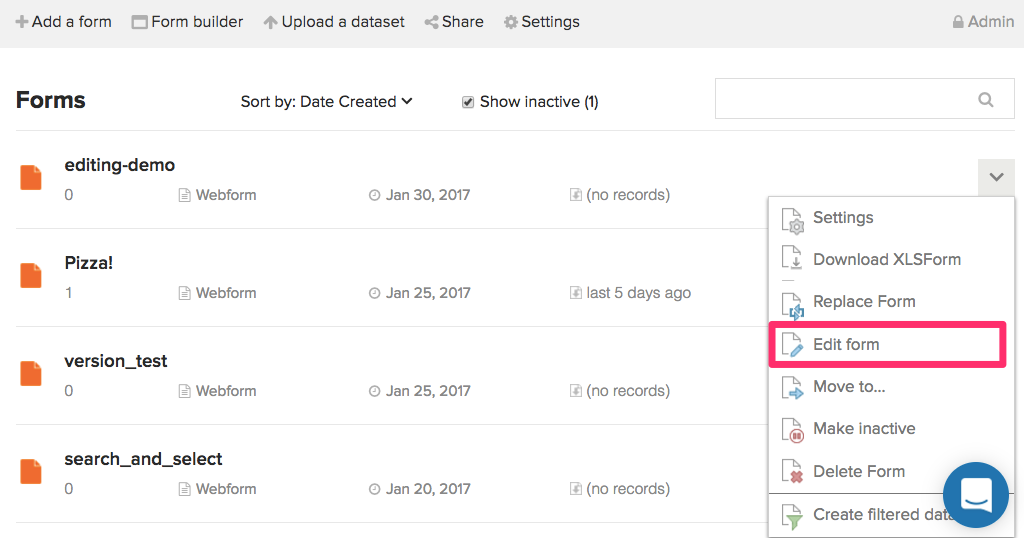 Add a form Form builder Upload a dataset Share Settings Admin
Forms Sort by: Date Created Show inactive (1)
editing-demo
0 Webform Jan 30, 2017 (no records)
Settings
Download XLSForm
Pizza!
1 Webform Jan 25, 2017 last 5 days ago
Replace Form
Edit form
version_test
0 Webform Jan 25, 2017 (no records)
Move to...
Make inactive
search_and_select
0 Webform Jan 20, 2017 (no records)
Delete Form
Create filtered